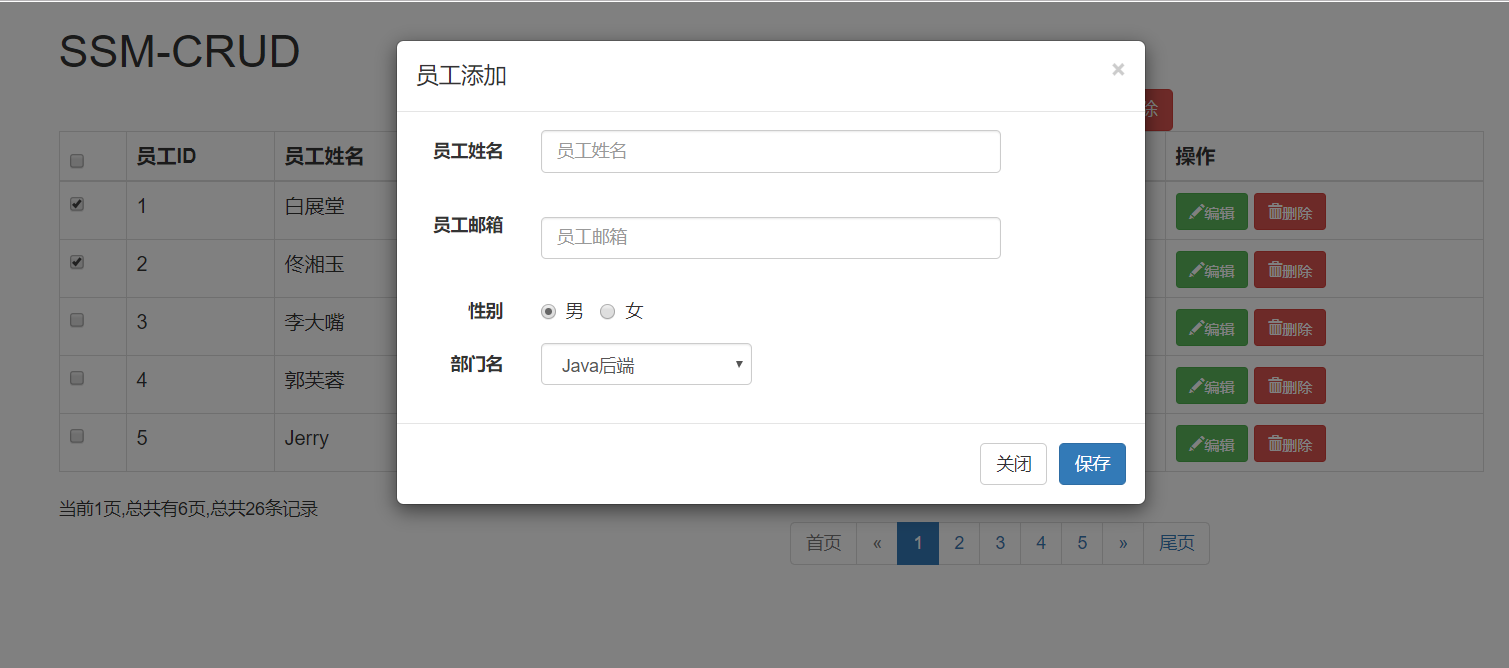 SSM-CRUD
员工添加
×
除
员工姓名 员工姓名
员工邮箱 员工邮箱
性别 男 女
部门名 Java后端
关闭 保存
员工ID 员工姓名 操作
1 白展堂 编辑 删除
2 佟湘玉 编辑 删除
3 李大嘴 编辑 删除
4 郭芙蓉 编辑 删除
5 Jerry 编辑 删除
当前1页,总共有6页,总共26条记录
首页 « 1 2 3 4 5 » 尾页